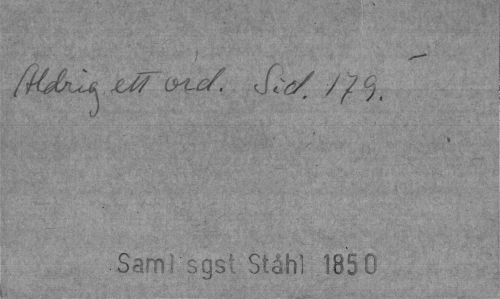 Aldrig ett ord. Sid. 179.
Saml sgst Ståhl 1850